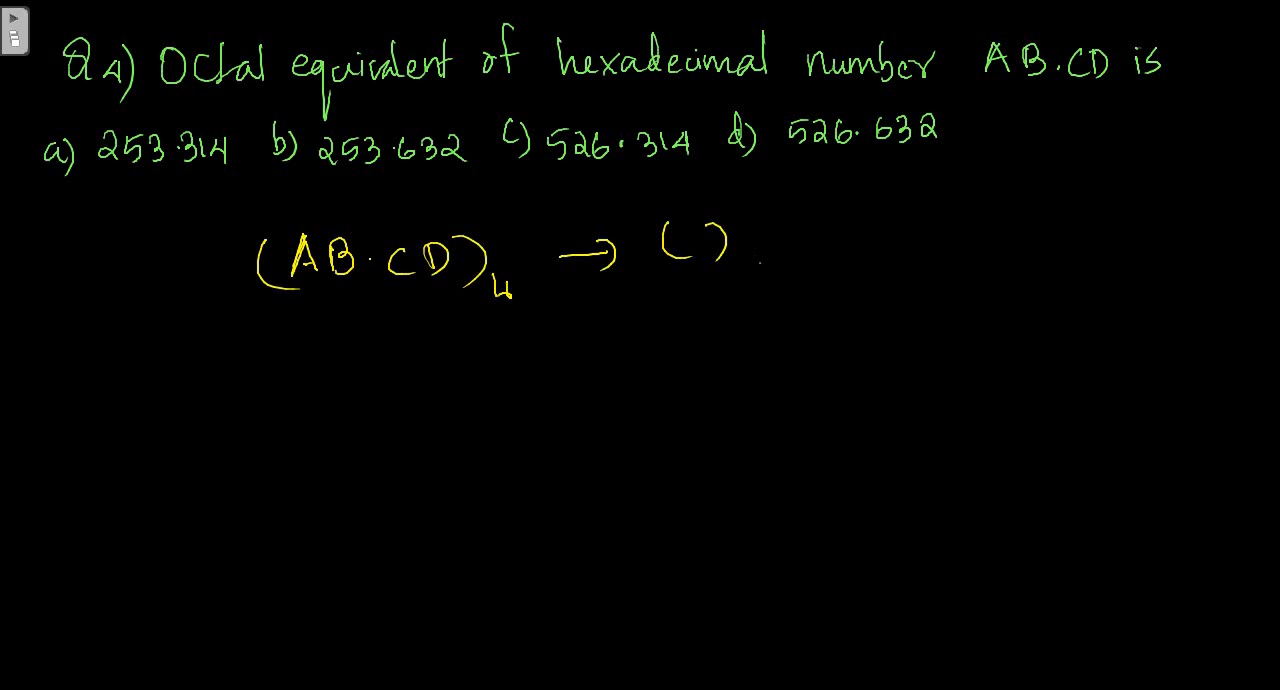 Q4) Octal equivalent of hexadecimal number AB.CD is
a) 253.314 b) 253.632 c) 526.314 d) 526.632
(AB.CD)₁₆ → ( )